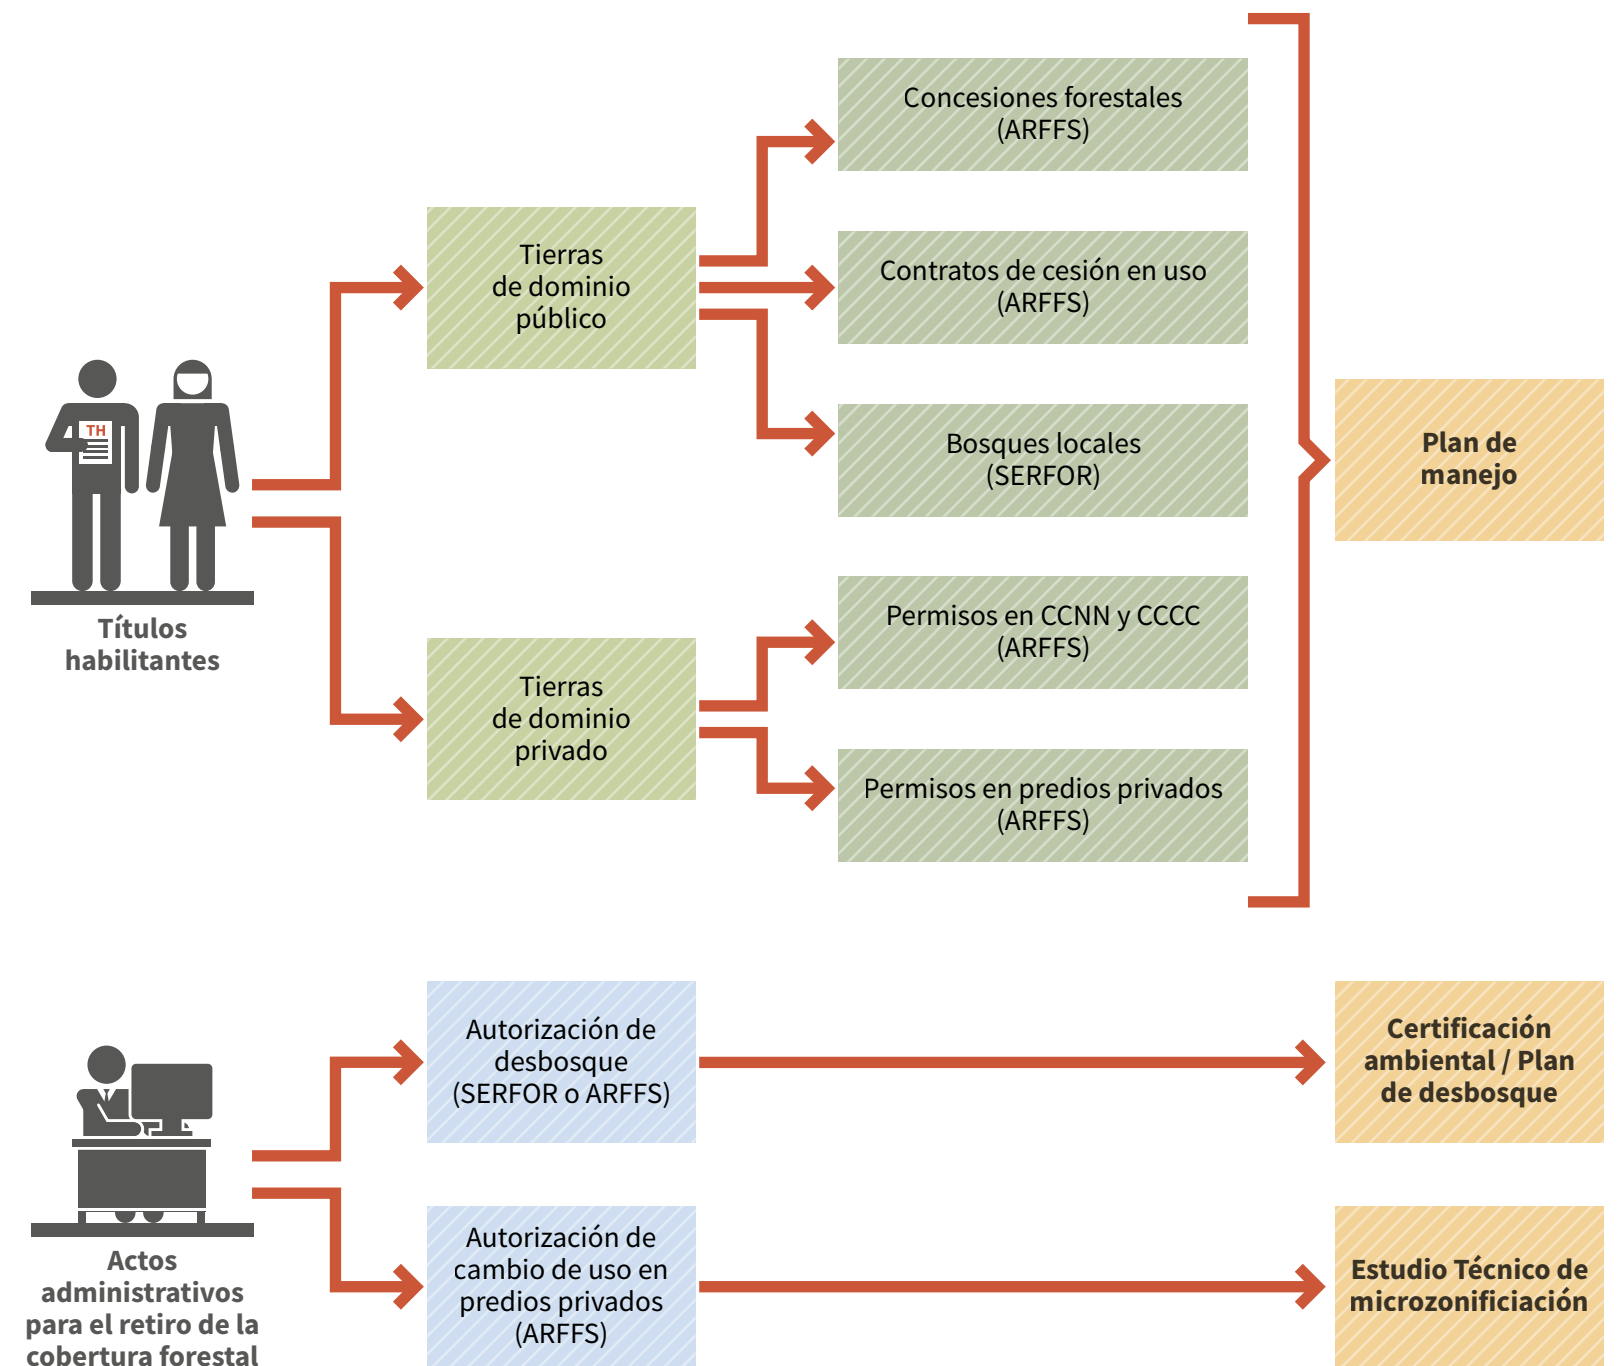 Concesiones forestales
(ARFFS)
Tierras
de dominio
público
Contratos de cesión en uso
(ARFFS)
TH
Bosques locales
(SERFOR)
Plan de
manejo
Títulos
habilitantes
Permisos en CCNN y CCCC
(ARFFS)
Tierras
de dominio
privado
Permisos en predios privados
(ARFFS)
Autorización de
desbosque
(SERFOR o ARFFS)
Certificación
ambiental / Plan
de desbosque
Actos
administrativos
para el retiro de la
cobertura forestal
Autorización de
cambio de uso en
predios privados
(ARFFS)
Estudio Técnico de
microzonificiación